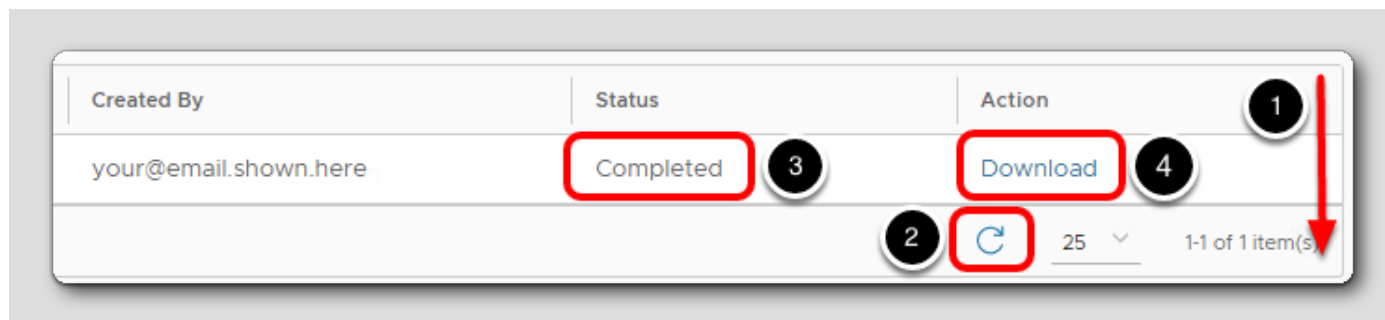 Created By Status Action 1
your@email.shown.here Completed 3 Download 4
2 25 1-1 of 1 item(s)